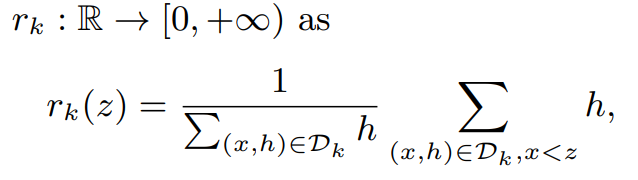 r_k : ℝ → [0, +∞) as
r_k(z) = \frac{1}{\sum_{(x,h)∈\mathcal{D}_k} h} \sum_{(x,h)∈\mathcal{D}_k, x<z} h,